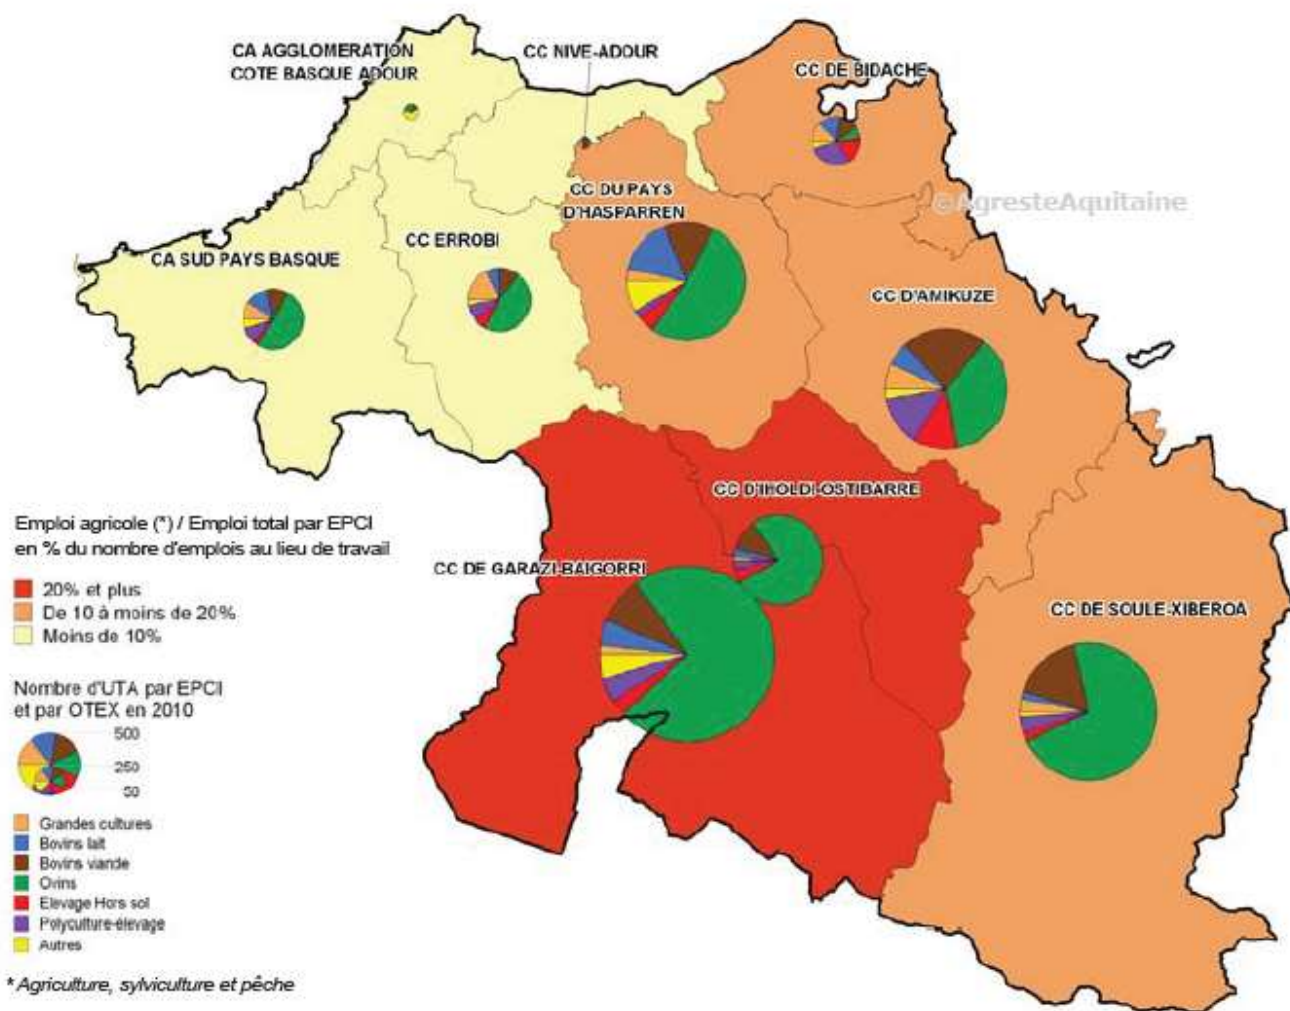 CA AGGLOMERATION
COTE BASQUE ADOUR
CC NIVE-ADOUR
CC DE BIDACHE
CC DU PAYS
D'HASPARREN
©AgresteAquitaine
CC ERROBI
CA SUD PAYS BASQUE
CC D'AMIKUZE
CC D'IHOLDI-OSTIBARRE
CC DE GARAZI-BAIGORRI
CC DE SOULE-XIBEROA
Emploi agricole (*) / Emploi total par EPCI
en % du nombre d'emplois au lieu de travail
20% et plus
De 10 à moins de 20%
Moins de 10%
Nombre d'UTA par EPCI
et par OTEX en 2010
500
250
50
Grandes cultures
Bovins lait
Bovins viande
Ovins
Elevage Hors sol
Polyculture-élevage
Autres
* Agriculture, sylviculture et pêche